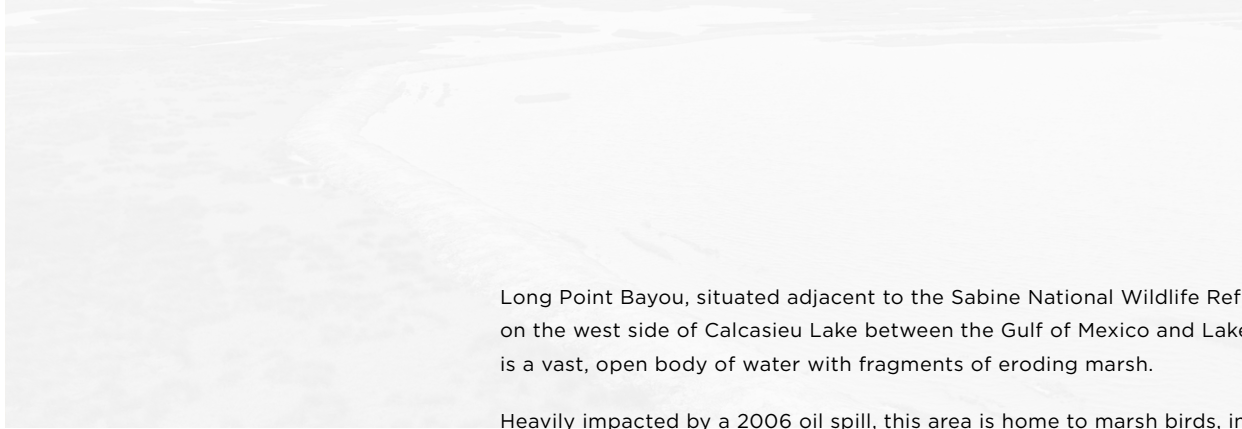 Long Point Bayou, situated adjacent to the Sabine National Wildlife
on the west side of Calcasieu Lake between the Gulf of Mexico and Lake
is a vast, open body of water with fragments of eroding marsh.
Heavily impacted by a 2006 oil spill, this area is home to marsh birds,